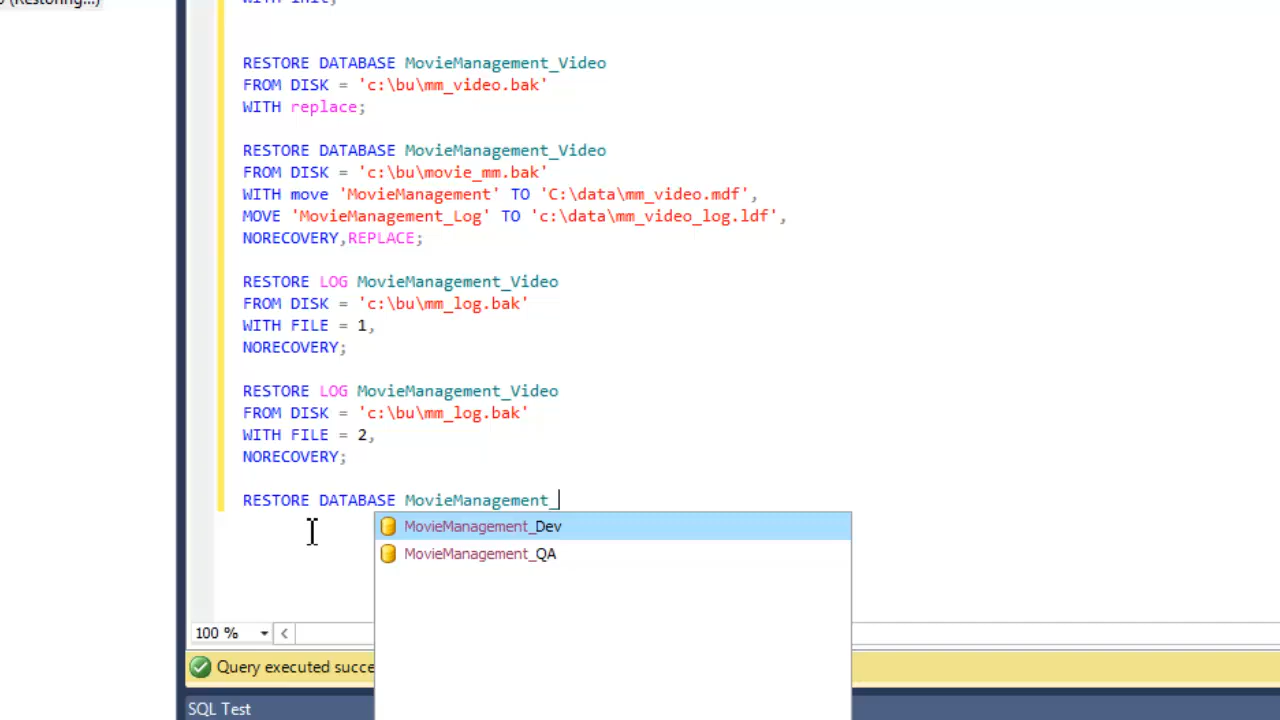 (Restoring...)
WITH init;
RESTORE DATABASE MovieManagement_Video
FROM DISK = 'c:\bu\mm_video.bak'
WITH replace;
RESTORE DATABASE MovieManagement_Video
FROM DISK = 'c:\bu\movie_mm.bak'
WITH move 'MovieManagement' TO 'C:\data\mm_video.mdf',
MOVE 'MovieManagement_Log' TO 'c:\data\mm_video_log.ldf',
NORECOVERY,REPLACE;
RESTORE LOG MovieManagement_Video
FROM DISK = 'c:\bu\mm_log.bak'
WITH FILE = 1,
NORECOVERY;
RESTORE LOG MovieManagement_Video
FROM DISK = 'c:\bu\mm_log.bak'
WITH FILE = 2,
NORECOVERY;
RESTORE DATABASE MovieManagement_
MovieManagement_Dev
MovieManagement_QA
100 %
Query executed succe
SQL Test